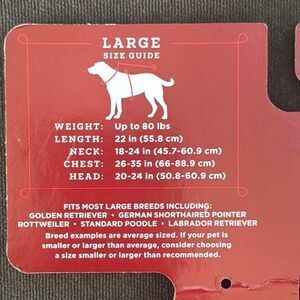 LARGE
SIZE GUIDE
WEIGHT: Up to 80 lbs
LENGTH: 22 in (55.8 cm)
NECK: 18-24 in (45.7-60.9 cm)
CHEST: 26-35 in (66-88.9 cm)
HEAD: 20-24 in (50.8-60.9 cm)
FITS MOST LARGE BREEDS INCLUDING:
GOLDEN RETRIEVER • GERMAN SHORTHAIRED POINTER
ROTTWEILER • STANDARD POODLE • LABRADOR RETRIEVER
Breed examples are average sized. If your pet is
smaller or larger than average, consider choosing
a size smaller or larger than recommended.